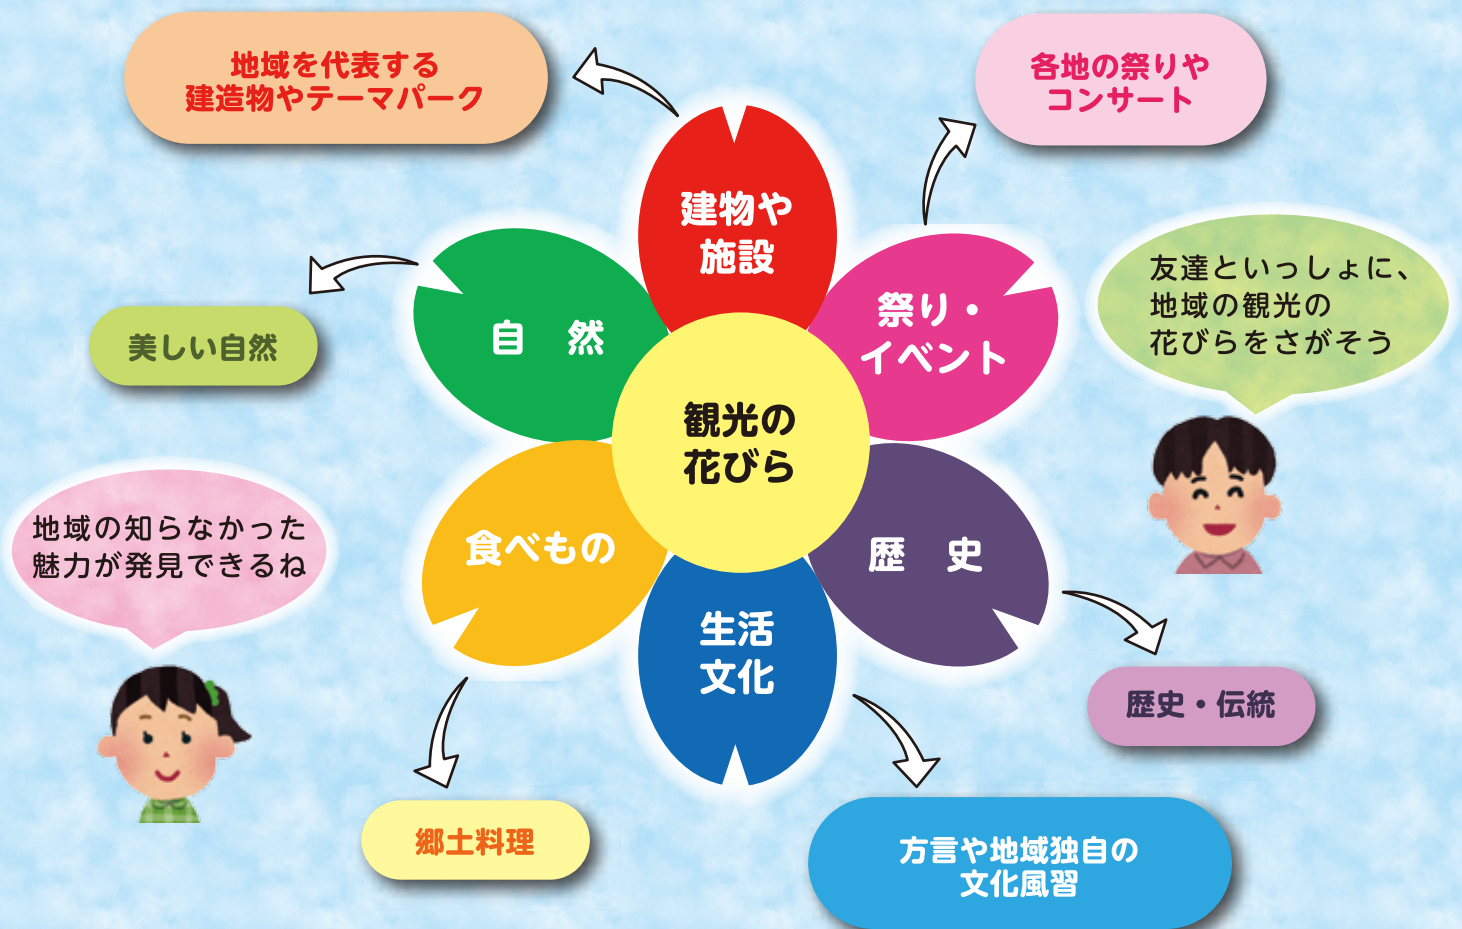 地域を代表する
建造物やテーマパーク
各地の祭りや
コンサート
建物や
施設
祭り・
イベント
友達といっしょに、
地域の観光の
花びらをさがそう
自　然
美しい自然
観光の
花びら
地域の知らなかった
魅力が発見できるね
食べもの
歴　史
生活
文化
歴史・伝統
郷土料理
方言や地域独自の
文化風習